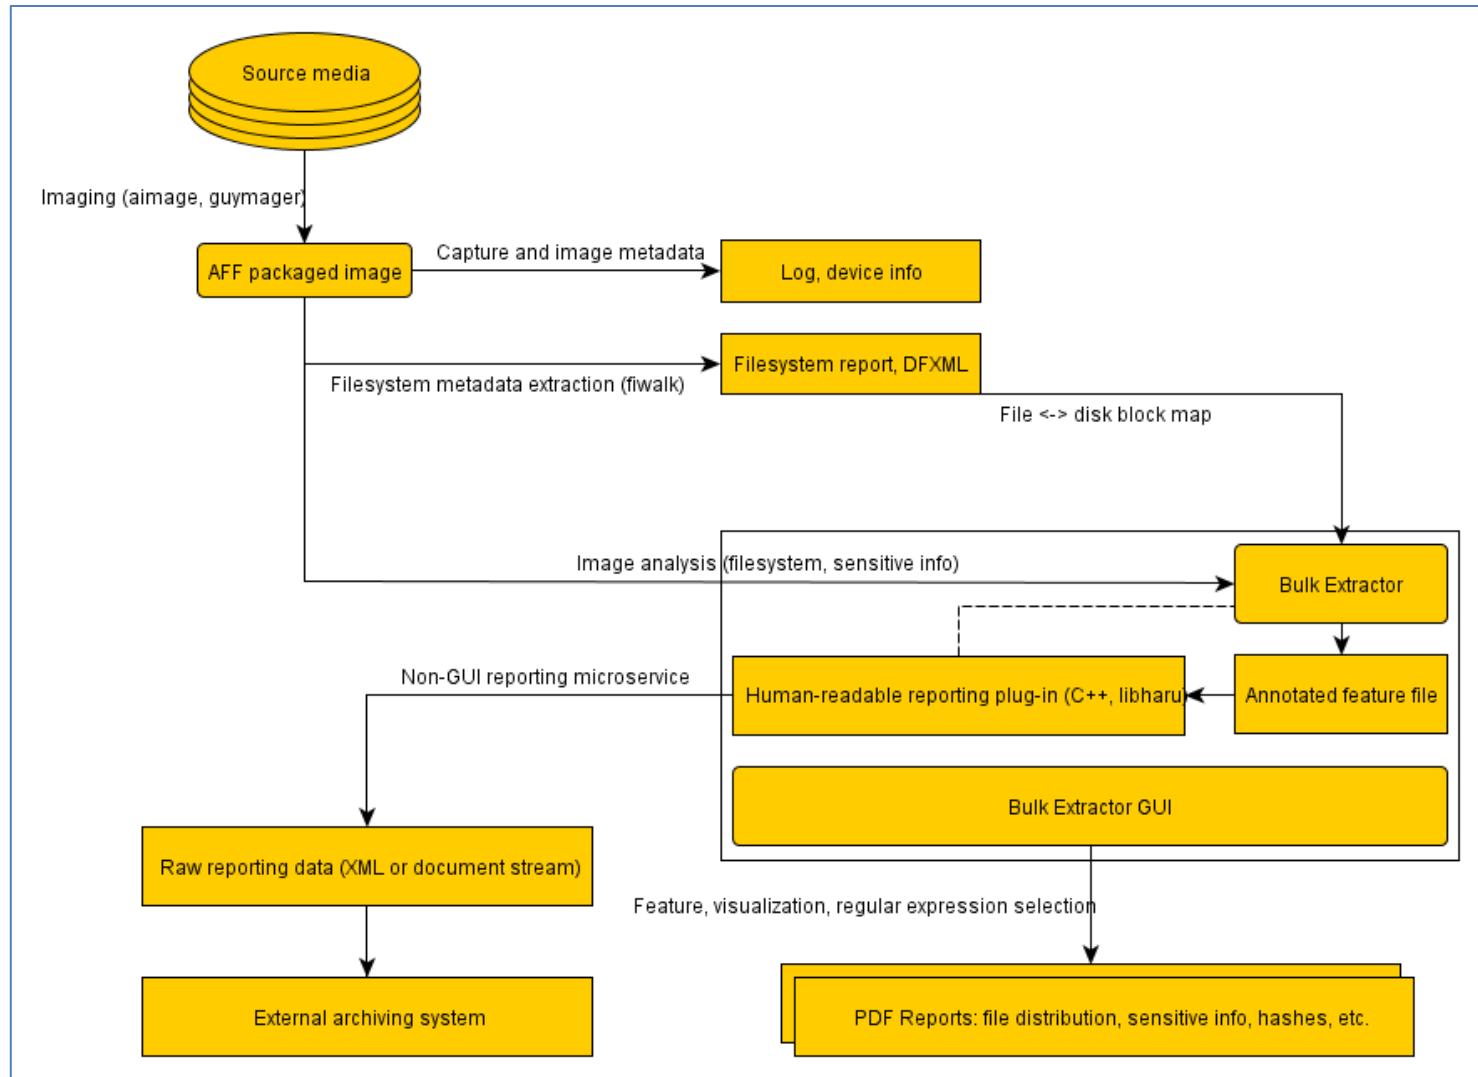 Source media
Imaging (aimage, guymager)
AFF packaged image
Capture and image metadata
Log, device info
Filesystem metadata extraction (fiwalk)
Filesystem report, DFXML
File <-> disk block map
Image analysis (filesystem, sensitive info)
Bulk Extractor
Non-GUI reporting microservice
Human-readable reporting plug-in (C++, libharu)
Annotated feature file
Bulk Extractor GUI
Raw reporting data (XML or document stream)
Feature, visualization, regular expression selection
External archiving system
PDF Reports: file distribution, sensitive info, hashes, etc.